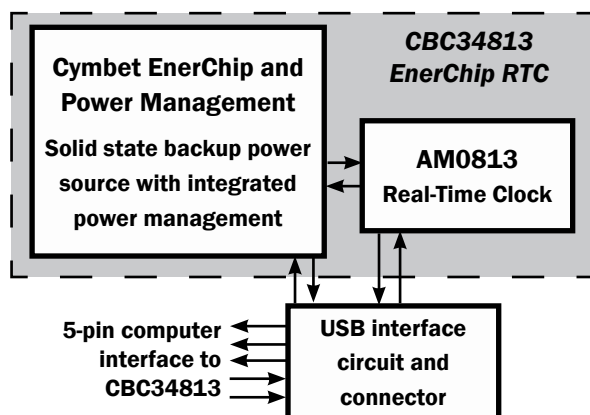 CBC34813
EnerChip RTC
Cymbet EnerChip and
Power Management
Solid state backup power
source with integrated
power management
AM0813
Real-Time Clock
USB interface
circuit and
connector
5-pin computer
interface to
CBC34813